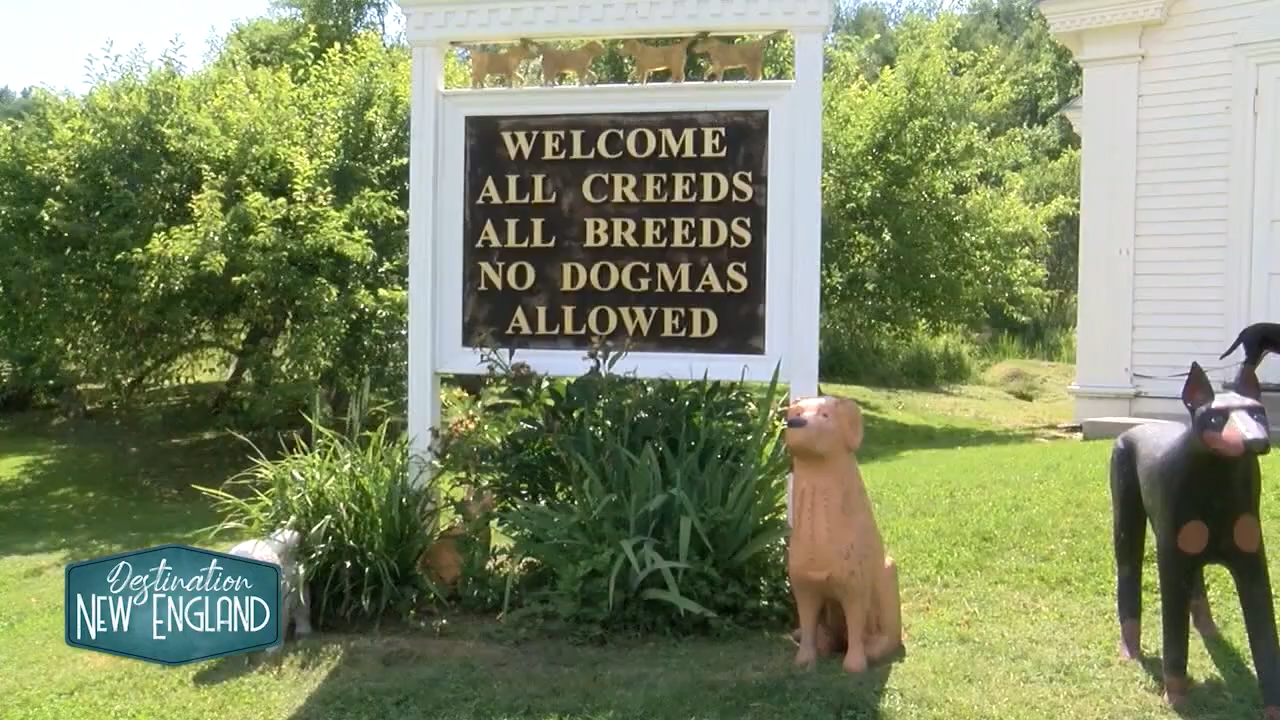 WELCOME
ALL CREEDS
ALL BREEDS
NO DOGMAS
ALLOWED
Destination
NEW ENGLAND